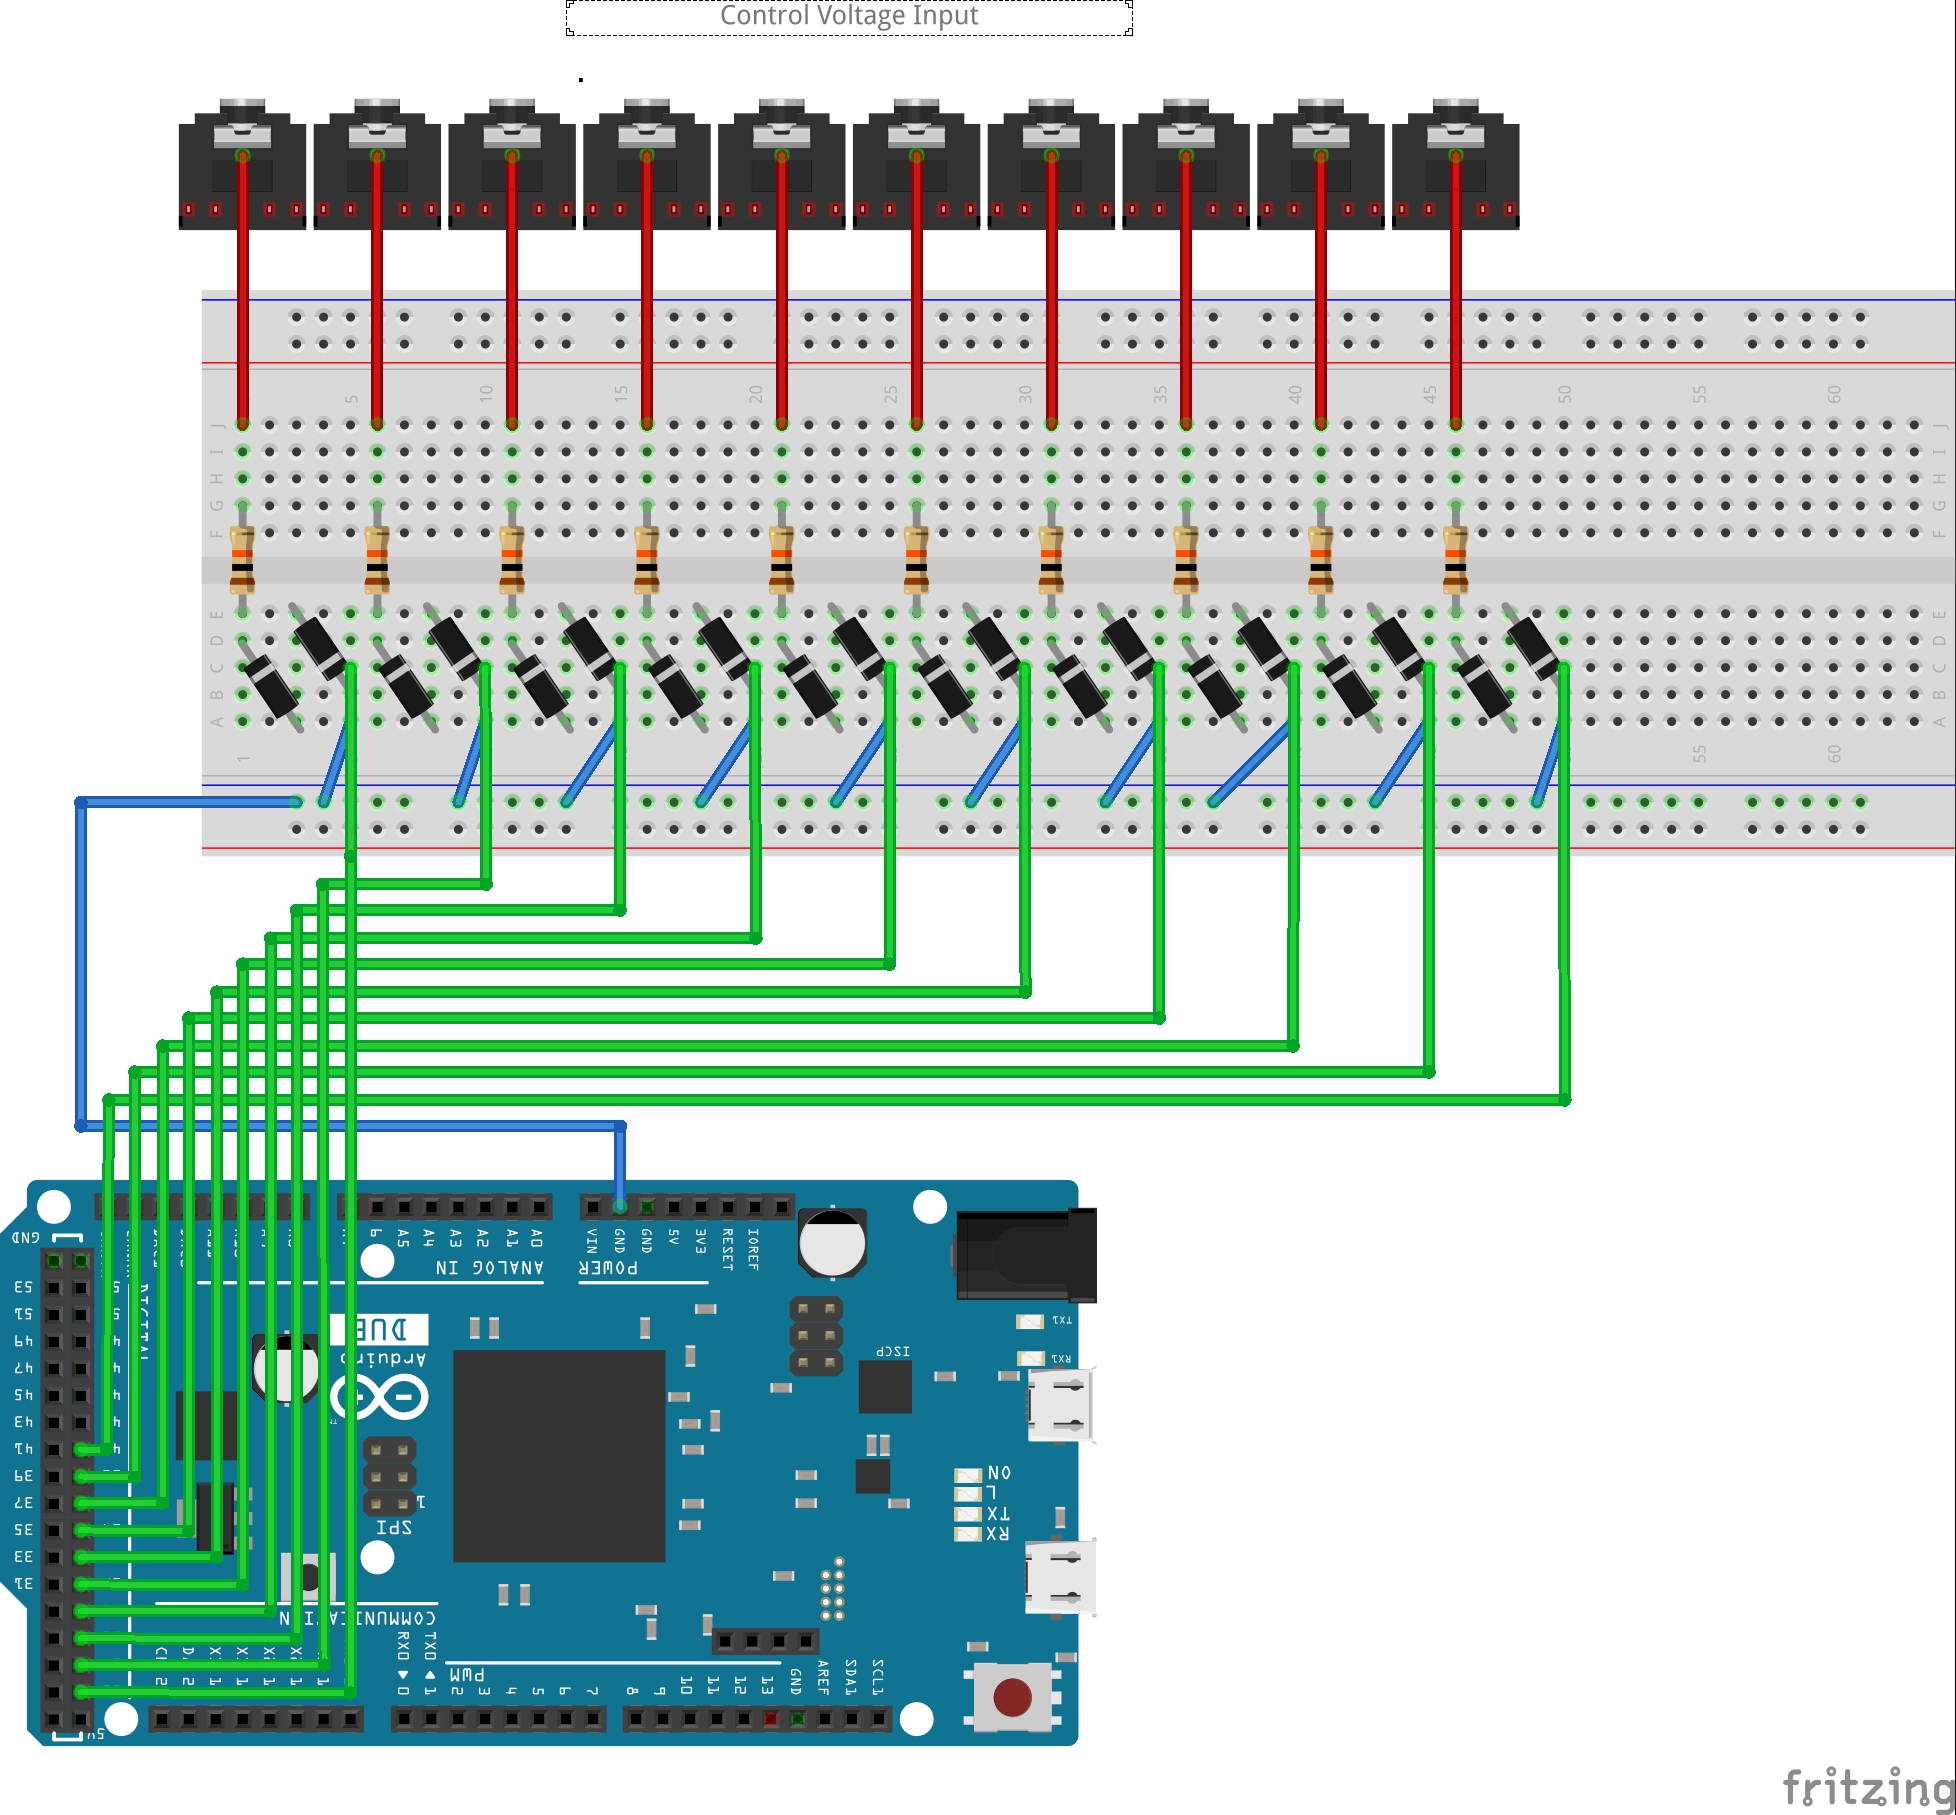 Control Voltage Input
5 10 15 20 25 30 35 40 45 50 55 60
J J
I I
H H
G G
F F
E E
D D
C C
B B
A A
1 55 60
GND
6 A5 A4 A3 A2 A1 A0
VIN GND GND 5V 3V3 RESET IOREF
ANALOG IN
POWER
53
51
49
47
45
43
41
39
37
35
33
31
DUE
Arduino
TX1
RX1
ICSP
ON
L
TX
RX
1
SPI
COMMUNICATION
RX0 TX0
PWM
0 1 2 3 4 5 6 7
8 9 10 11 12 13 GND AREF SDA1 SCL1
5V
fritzing